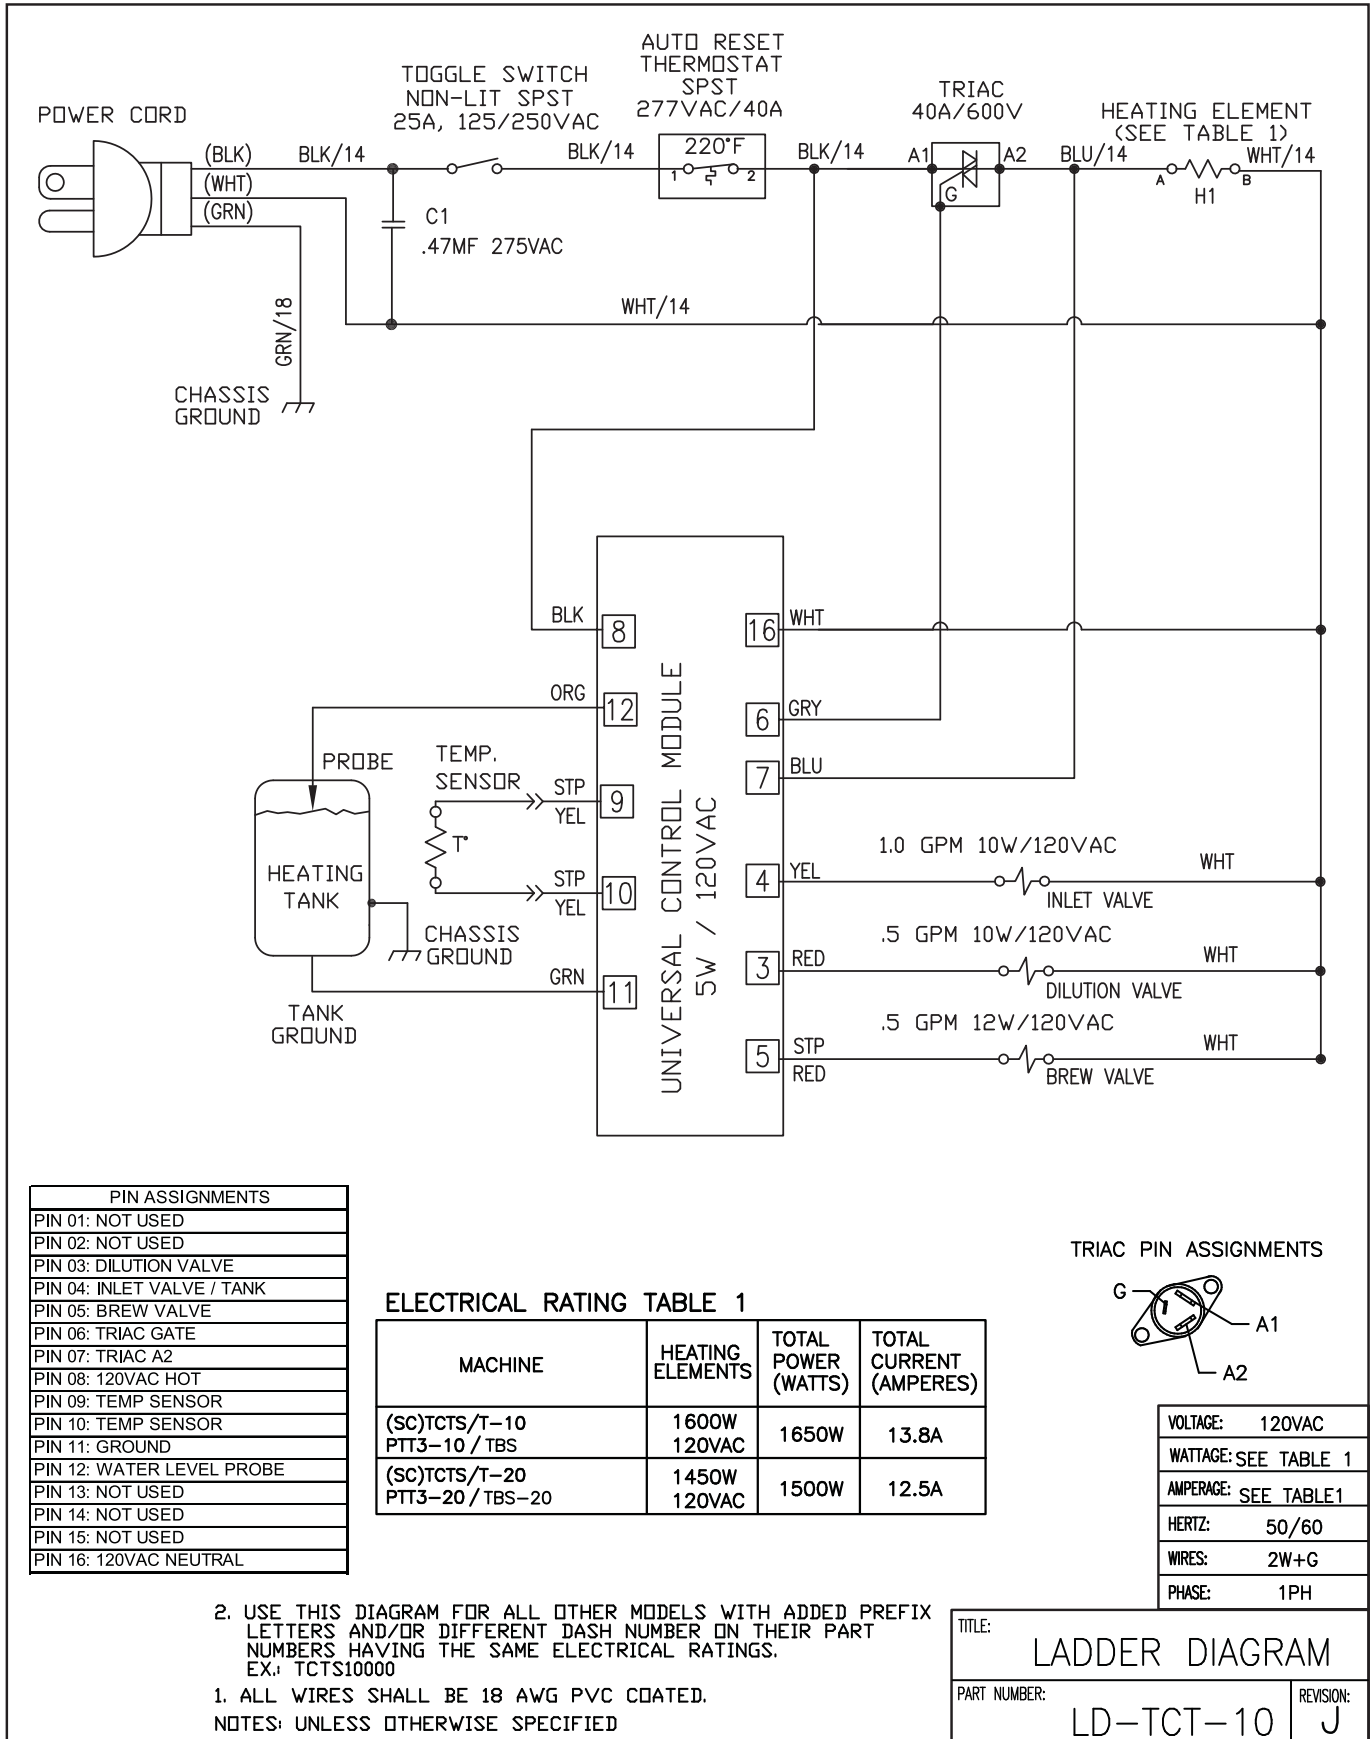 POWER CORD
TOGGLE SWITCH
NON-LIT SPST
25A, 125/250VAC
AUTO RESET
THERMOSTAT
SPST
277VAC/40A
220°F
1
2
TRIAC
40A/600V
A1
A2
G
HEATING ELEMENT
(SEE TABLE 1)
A
B
H1
(BLK)
BLK/14
BLK/14
BLK/14
BLU/14
WHT/14
(WHT)
(GRN)
C1
.47MF 275VAC
WHT/14
GRN/18
CHASSIS
GROUND
UNIVERSAL CONTROL MODULE
5W / 120VAC
BLK
8
16
WHT
ORG
12
6
GRY
7
BLU
PROBE
TEMP.
SENSOR
STP
YEL
9
T°
HEATING
TANK
STP
YEL
10
CHASSIS
GROUND
GRN
11
TANK
GROUND
4
YEL
1.0 GPM 10W/120VAC
WHT
INLET VALVE
3
RED
.5 GPM 10W/120VAC
WHT
DILUTION VALVE
5
STP
RED
.5 GPM 12W/120VAC
WHT
BREW VALVE
PIN ASSIGNMENTS
PIN 01: NOT USED
PIN 02: NOT USED
PIN 03: DILUTION VALVE
PIN 04: INLET VALVE / TANK
PIN 05: BREW VALVE
PIN 06: TRIAC GATE
PIN 07: TRIAC A2
PIN 08: 120VAC HOT
PIN 09: TEMP SENSOR
PIN 10: TEMP SENSOR
PIN 11: GROUND
PIN 12: WATER LEVEL PROBE
PIN 13: NOT USED
PIN 14: NOT USED
PIN 15: NOT USED
PIN 16: 120VAC NEUTRAL
ELECTRICAL RATING TABLE 1
MACHINE
HEATING
ELEMENTS
TOTAL
POWER
(WATTS)
TOTAL
CURRENT
(AMPERES)
(SC)TCTS/T-10
PTT3-10 / TBS
1600W
120VAC
1650W
13.8A
(SC)TCTS/T-20
PTT3-20 / TBS-20
1450W
120VAC
1500W
12.5A
TRIAC PIN ASSIGNMENTS
G
A1
A2
VOLTAGE: 120VAC
WATTAGE: SEE TABLE 1
AMPERAGE: SEE TABLE1
HERTZ: 50/60
WIRES: 2W+G
PHASE: 1PH
2. USE THIS DIAGRAM FOR ALL OTHER MODELS WITH ADDED PREFIX
LETTERS AND/OR DIFFERENT DASH NUMBER ON THEIR PART
NUMBERS HAVING THE SAME ELECTRICAL RATINGS.
EX.: TCTS10000
1. ALL WIRES SHALL BE 18 AWG PVC COATED.
NOTES: UNLESS OTHERWISE SPECIFIED
TITLE:
LADDER DIAGRAM
PART NUMBER:
LD-TCT-10
REVISION:
J